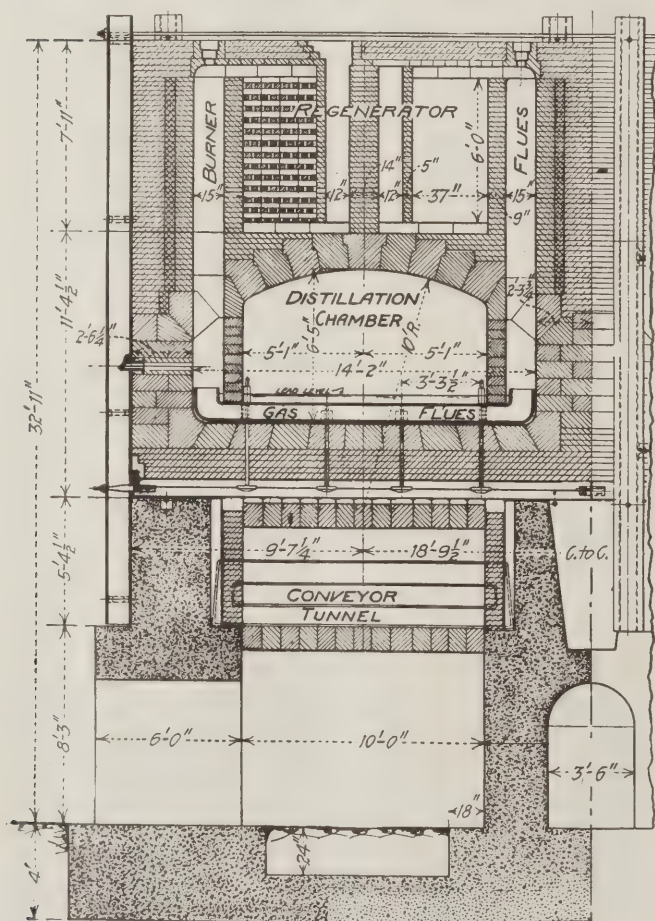 REGENERATOR
BURNER
FLUES
7'-11"
15"
12"
14"
12"
5"
37"
6'-0"
15"
9"
11'-4½"
DISTILLATION
CHAMBER
2'-3¾"
2'-6¼"
5'-1"
6'-5"
5'-1"
10'R.
14'-2"
3'-3½"
LEAD LEVEL
GAS FLUES
32'-11"
5'-4½"
9'-7¼"
18'-9½"
C. to C.
CONVEYOR
TUNNEL
8'-3"
6'-0"
10'-0"
3'-6"
18"
24"
4'